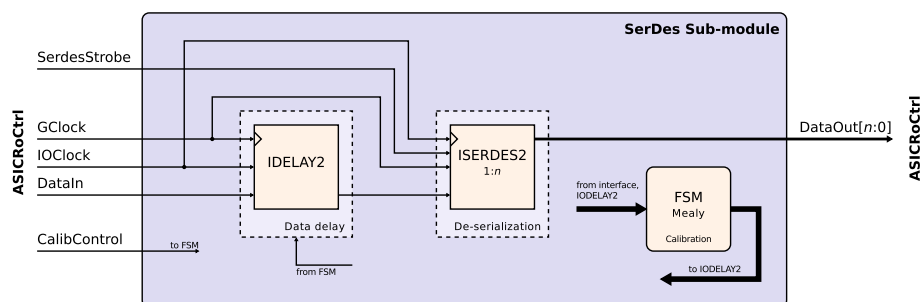 SerDes Sub-module
SerdesStrobe
ASICRoCtrl
GClock
IOClock
DataIn
CalibControl
to FSM
IDELAY2
Data delay
from FSM
ISERDES2
1:n
De-serialization
from interface,
IODELAY2
FSM
Mealy
Calibration
to IODELAY2
DataOut[n:0]
ASICRoCtrl